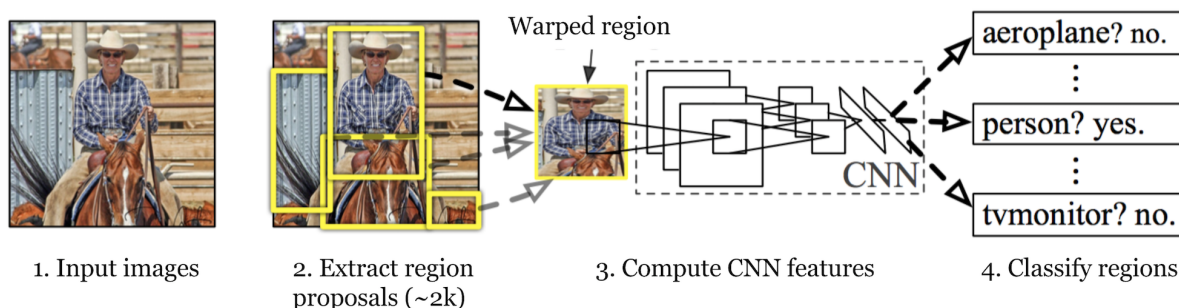 Warped region
aeroplane? no.
person? yes.
CNN
tvmonitor? no.
1. Input images
2. Extract region
proposals (~2k)
3. Compute CNN features
4. Classify regions